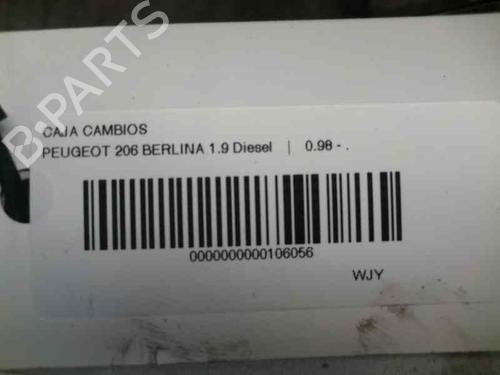 CAJA CAMBIOS
PEUGEOT 206 BERLINA 1.9 Diesel | 0.98 - .
0000000000106056
WJY
B-PARTS